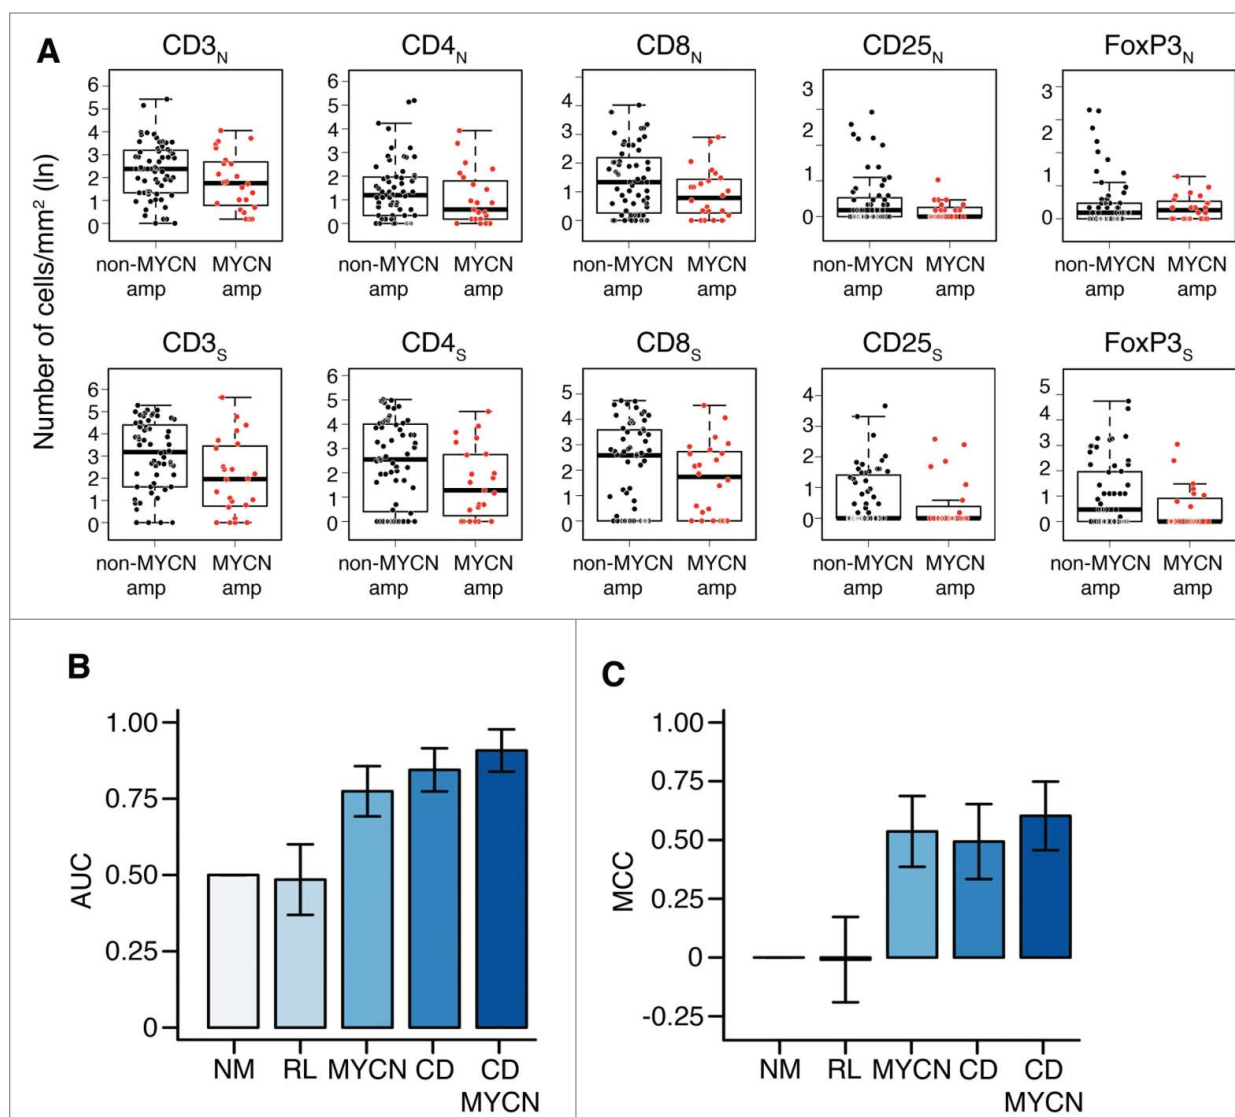 A
CD3N CD4N CD8N CD25N FoxP3N
Number of cells/mm² (ln)
6 6 4 3 3
5 5 3 2 2
4 4 2 1 1
3 3 1 0 0
2 2 0
1 1
0 0
non-MYCN MYCN non-MYCN MYCN non-MYCN MYCN non-MYCN MYCN non-MYCN MYCN
amp amp amp amp amp amp amp amp amp amp
CD3S CD4S CD8S CD25S FoxP3S
6 6 5 4 5
5 5 4 3 4
4 4 3 2 3
3 3 2 1 2
2 2 1 0 1
1 1 0 0
0 0
non-MYCN MYCN non-MYCN MYCN non-MYCN MYCN non-MYCN MYCN non-MYCN MYCN
amp amp amp amp amp amp amp amp amp amp
B
AUC
1.00
0.75
0.50
0.25
0
NM RL MYCN CD CD
MYCN
C
MCC
1.00
0.75
0.50
0.25
0
-0.25
NM RL MYCN CD CD
MYCN